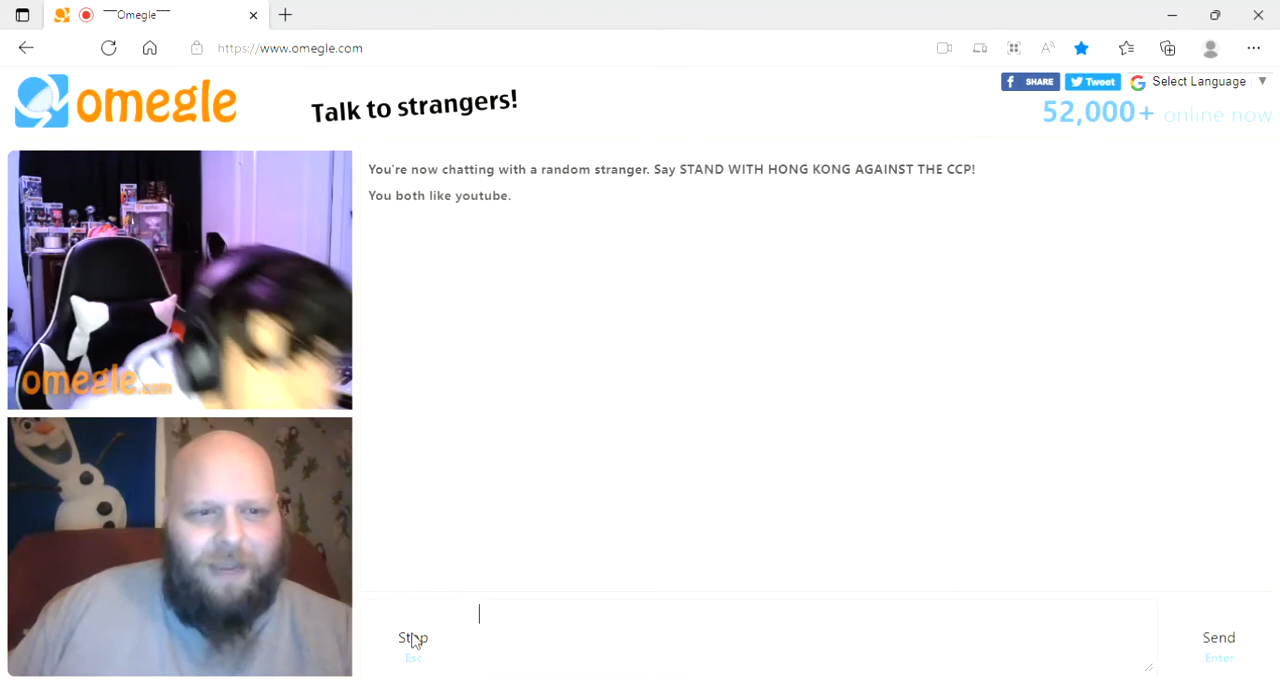 Omegle
https://www.omegle.com
omegle
Talk to strangers!
f SHARE
Tweet
G Select Language ▼
52,000+ online now
You're now chatting with a random stranger. Say STAND WITH HONG KONG AGAINST THE CCP!
You both like youtube.
omegle.com
Stop
Esc
Send
Enter